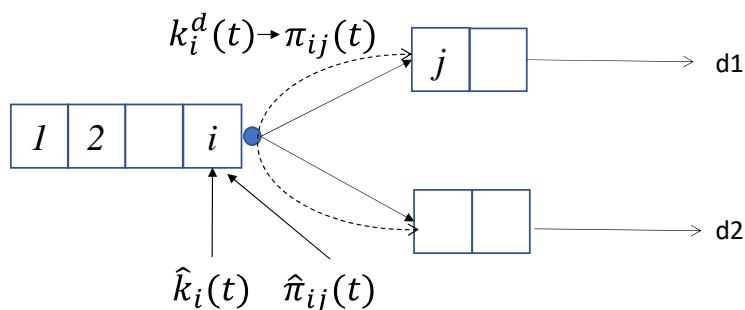 k_i^d(t)→π_ij(t)
j
d1
1 2 i
d2
k̂_i(t) π̂_ij(t)